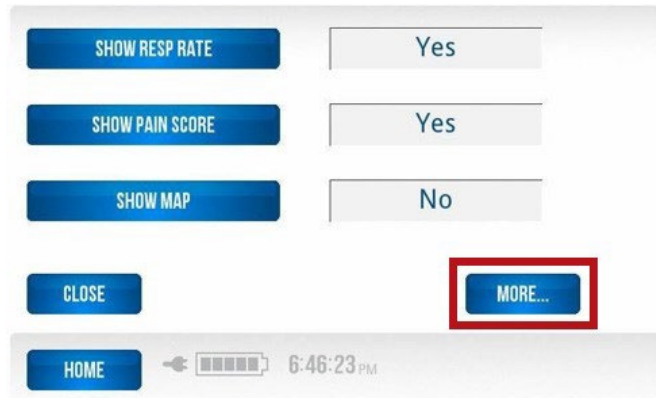 SHOW RESP RATE Yes
SHOW PAIN SCORE Yes
SHOW MAP No
CLOSE MORE...
HOME 6:46:23 PM